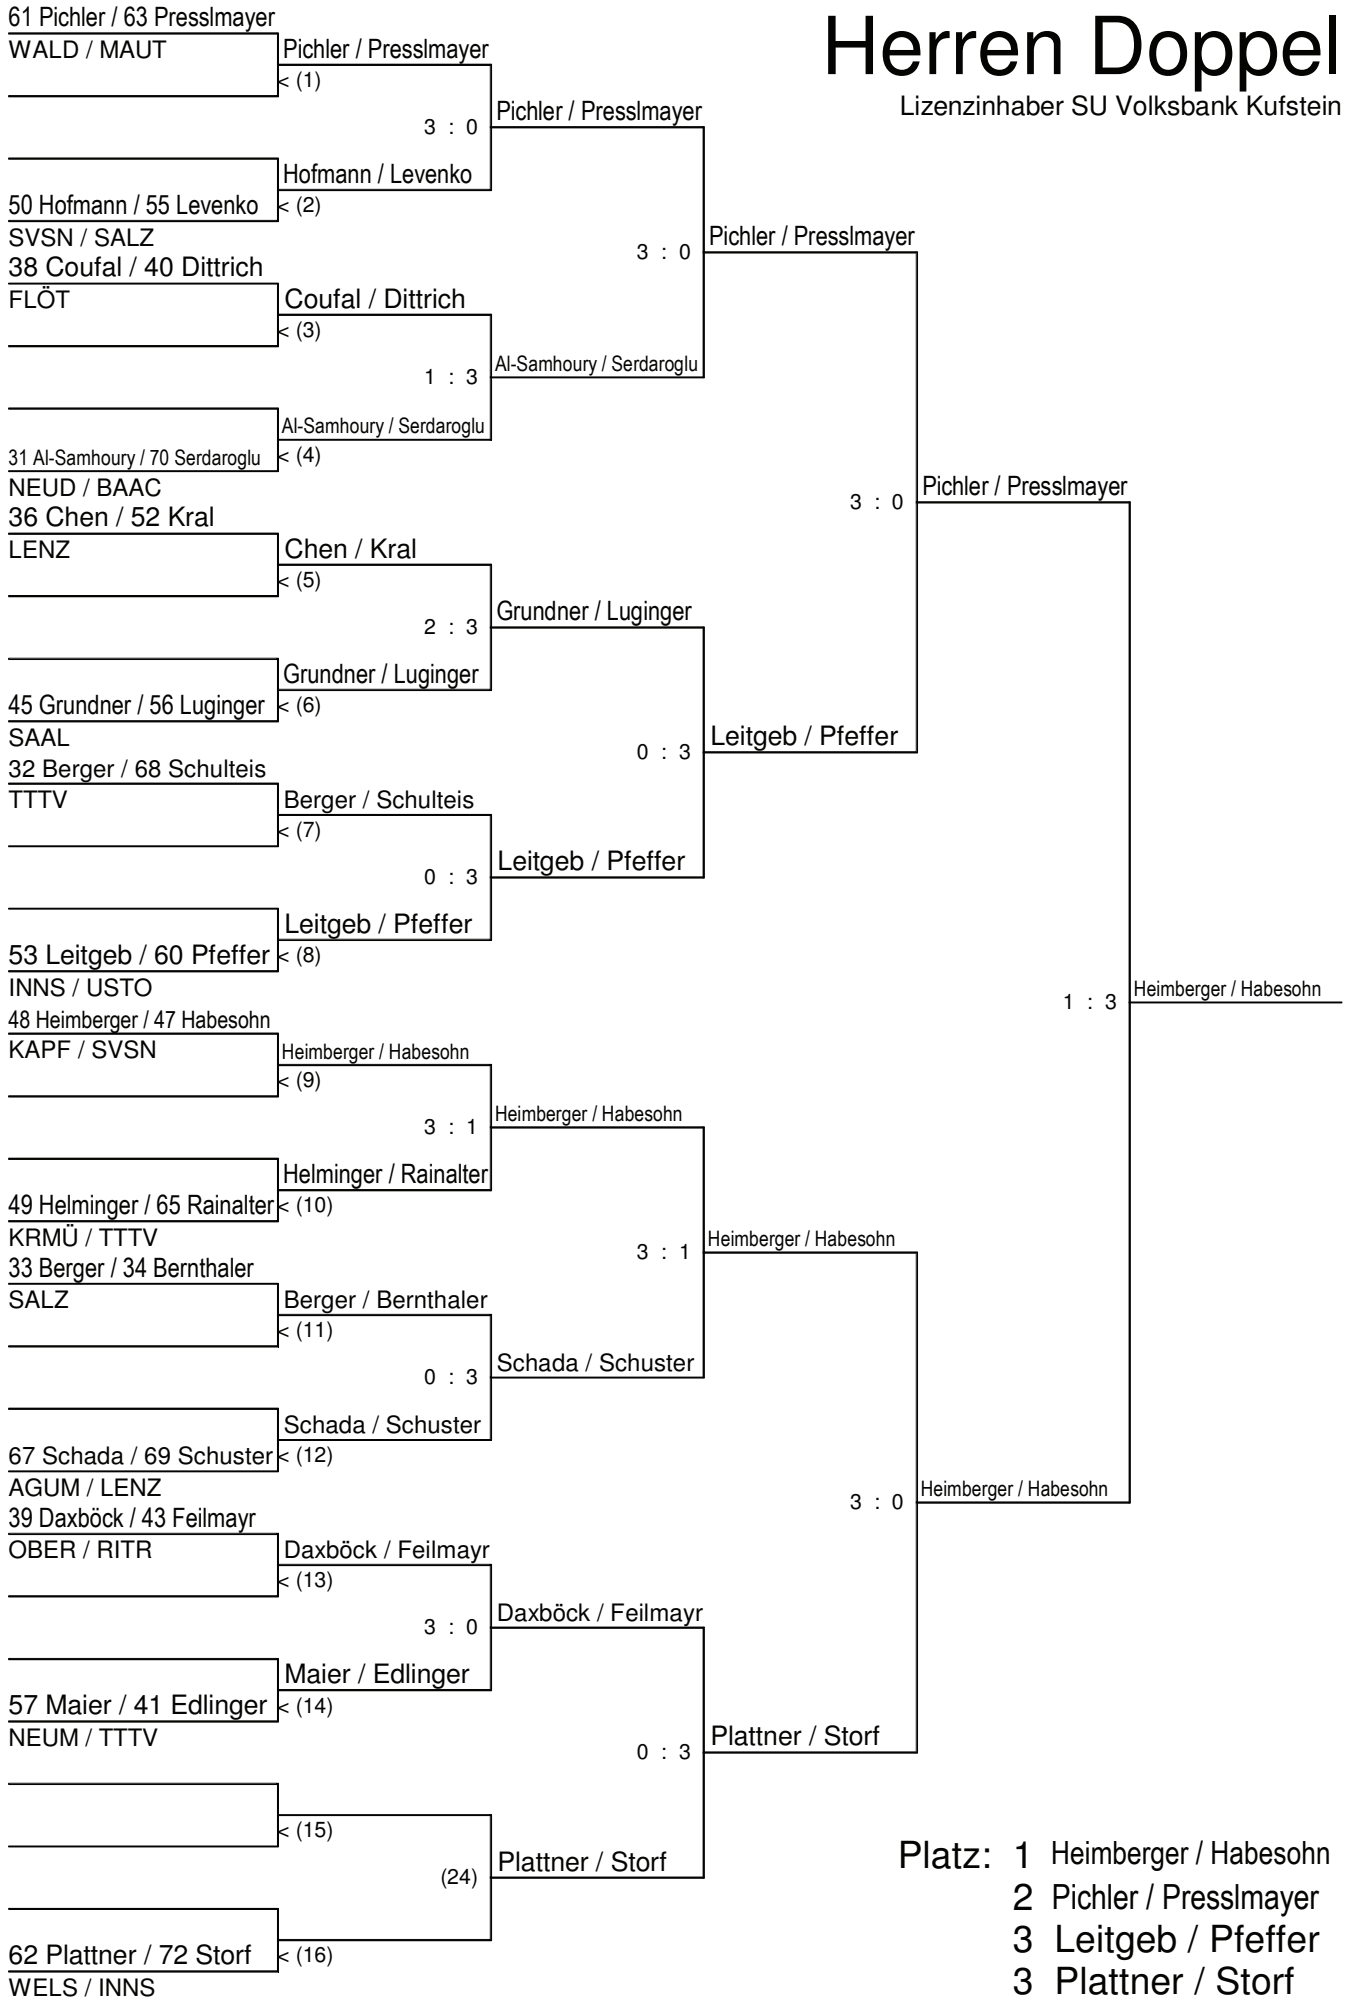 Herren Doppel
Lizenzinhaber SU Volksbank Kufstein
61 Pichler / 63 Presslmayer
WALD / MAUT
Pichler / Presslmayer
< (1)
Pichler / Presslmayer
3 : 0
Hofmann / Levenko
50 Hofmann / 55 Levenko
< (2)
SVSN / SALZ
Pichler / Presslmayer
3 : 0
38 Coufal / 40 Dittrich
FLÖT
Coufal / Dittrich
< (3)
Al-Samhoury / Serdaroglu
1 : 3
Al-Samhoury / Serdaroglu
31 Al-Samhoury / 70 Serdaroglu
< (4)
NEUD / BAAC
Pichler / Presslmayer
3 : 0
36 Chen / 52 Kral
LENZ
Chen / Kral
< (5)
Grundner / Luginger
2 : 3
Grundner / Luginger
45 Grundner / 56 Luginger
< (6)
SAAL
Leitgeb / Pfeffer
0 : 3
32 Berger / 68 Schulteis
TTTV
Berger / Schulteis
< (7)
Leitgeb / Pfeffer
0 : 3
Leitgeb / Pfeffer
53 Leitgeb / 60 Pfeffer
< (8)
INNS / USTO
Heimberger / Habesohn
1 : 3
48 Heimberger / 47 Habesohn
KAPF / SVSN
Heimberger / Habesohn
< (9)
Heimberger / Habesohn
3 : 1
Helminger / Rainalter
49 Helminger / 65 Rainalter
< (10)
KRMÜ / TTTV
Heimberger / Habesohn
3 : 1
33 Berger / 34 Bernthaler
SALZ
Berger / Bernthaler
< (11)
Schada / Schuster
0 : 3
Schada / Schuster
67 Schada / 69 Schuster
< (12)
AGUM / LENZ
Heimberger / Habesohn
3 : 0
39 Daxböck / 43 Feilmayr
OBER / RITR
Daxböck / Feilmayr
< (13)
Daxböck / Feilmayr
3 : 0
Maier / Edlinger
57 Maier / 41 Edlinger
< (14)
NEUM / TTTV
Plattner / Storf
0 : 3
< (15)
Plattner / Storf
(24)
62 Plattner / 72 Storf
< (16)
WELS / INNS
Platz: 1 Heimberger / Habesohn
2 Pichler / Presslmayer
3 Leitgeb / Pfeffer
3 Plattner / Storf